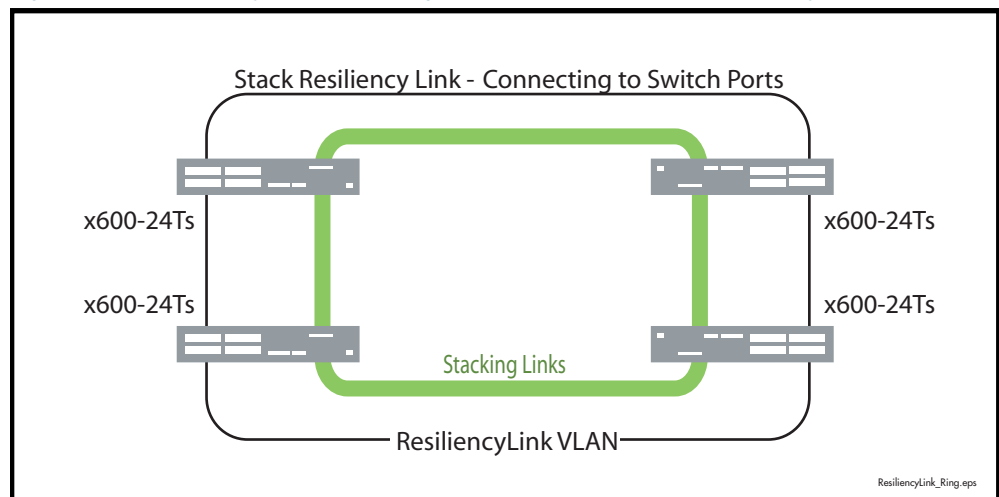 Stack Resiliency Link - Connecting to Switch Ports
x600-24Ts
x600-24Ts
x600-24Ts
x600-24Ts
Stacking Links
ResiliencyLink VLAN
ResiliencyLink_Ring.eps